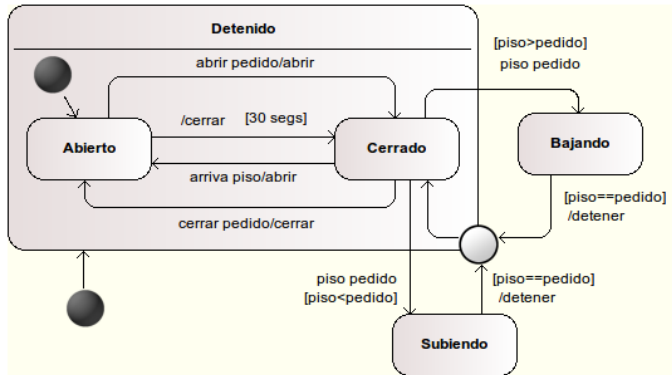 Detenido
[piso>pedido]
piso pedido
abrir pedido/abrir
/cerrar [30 segs]
Abierto
Cerrado
Bajando
arriva piso/abrir
[piso==pedido]
/detener
cerrar pedido/cerrar
piso pedido
[piso<pedido]
[piso==pedido]
/detener
Subiendo